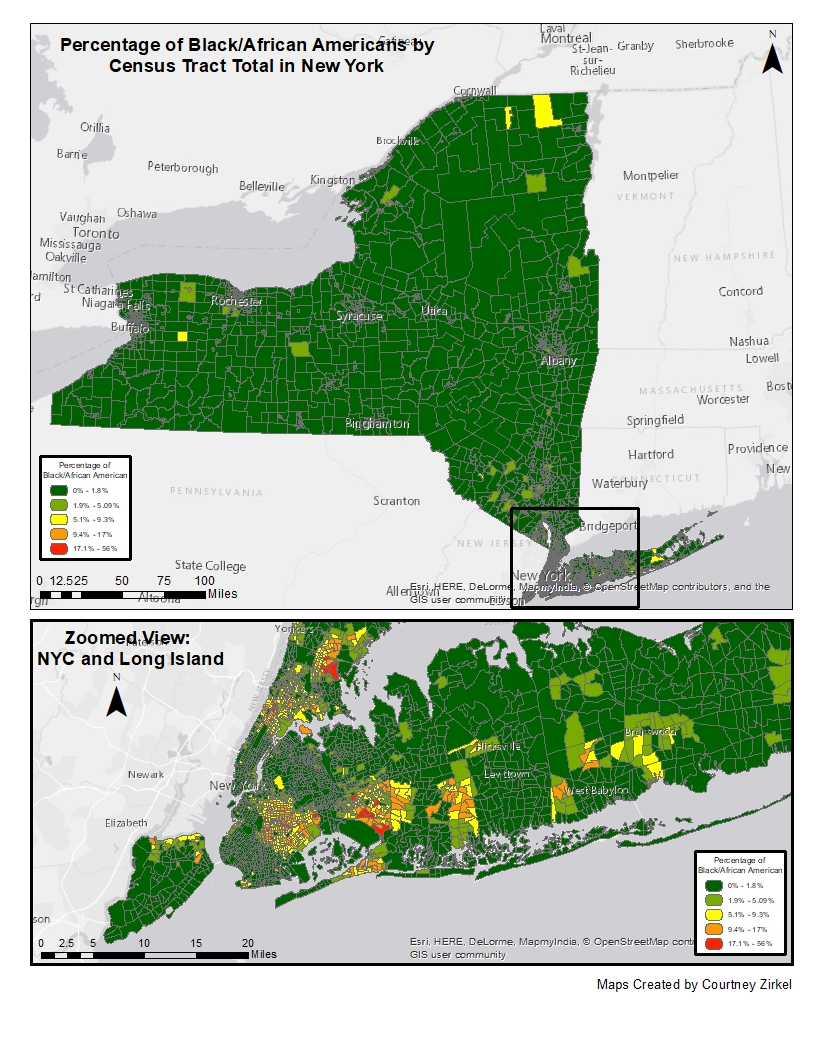 Percentage of Black/African Americans by
Census Tract Total in New York
N
Laval
Montreal
St-Jean-
sur-
Richelieu
Granby
Sherbrooke
Gatineau
Cornwall
Orillia
Barrie
Brockville
Peterborough
Belleville
Kingston
Montpelier
VERMONT
Vaughan
Oshawa
Toronto
Mississauga
Oakville
NEW HAMPSHIRE
Hamilton
St Catharines
Niagara Falls
Rochester
Concord
Syracuse
Utica
Buffalo
Nashua
Lowell
Albany
MASSACHUSETTS
Worcester
Springfield
Binghamton
Hartford
Providence
New
Waterbury
CONNECTICUT
Percentage of
Black/African American
0% - 1.8%
1.9% - 5.09%
5.1% - 9.3%
9.4% - 17%
17.1% - 56%
PENNSYLVANIA
Scranton
Bridgeport
NEW JERSEY
State College
New York
Allentown
Altoona
0 12.525 50 75 100
Miles
Esri, HERE, DeLorme, MapmyIndia, © OpenStreetMap contributors, and the
GIS user community
Zoomed View:
NYC and Long Island
N
Paterson
Yonkers
Newark
New York
Elizabeth
Hicksville
Levittown
Brentwood
West Babylon
son
Percentage of
Black/African American
0% - 1.8%
1.9% - 5.09%
5.1% - 9.3%
9.4% - 17%
17.1% - 56%
0 2.5 5 10 15 20
Miles
Esri, HERE, DeLorme, MapmyIndia, © OpenStreetMap cont
GIS user community
Maps Created by Courtney Zirkel